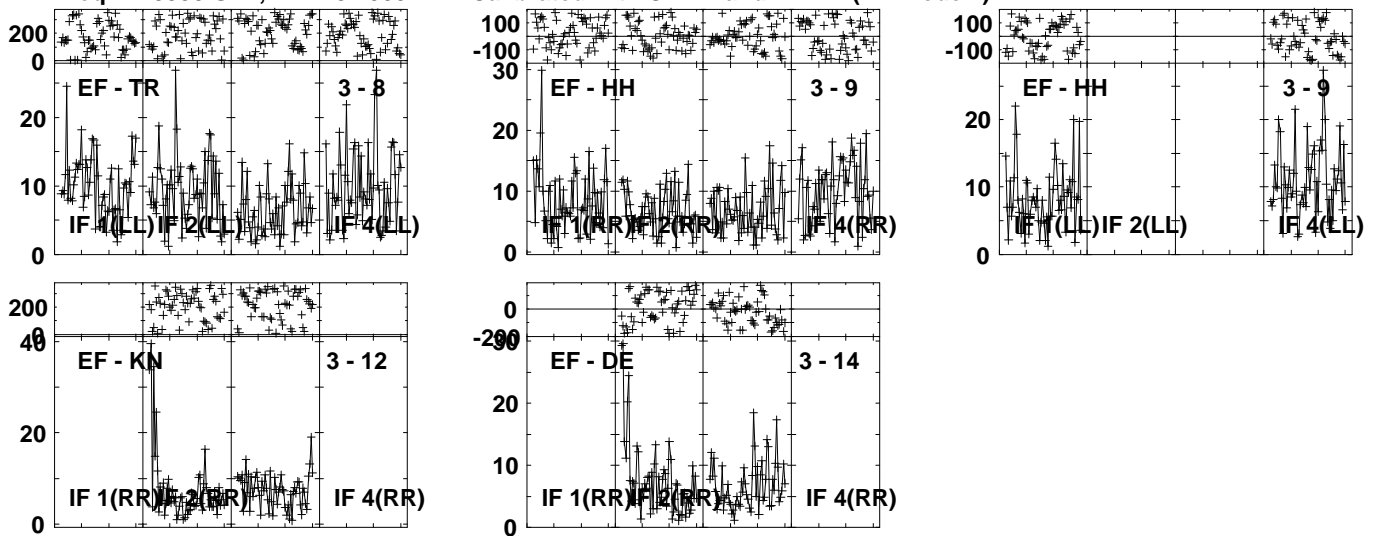 200
0
EF - TR
3 - 8
20
10
0
IF 1(LL)
IF 2(LL)
IF 4(LL)
100
-100
30
EF - HH
3 - 9
20
10
0
IF 1(RR)
IF 2(RR)
IF 4(RR)
100
-100
EF - HH
3 - 9
20
10
0
IF 1(LL)
IF 2(LL)
IF 4(LL)
200
0
40
EF - KN
3 - 12
20
0
IF 1(RR)
IF 2(RR)
IF 4(RR)
0
-200
30
EF - DE
3 - 14
20
10
0
IF 1(RR)
IF 2(RR)
IF 4(RR)